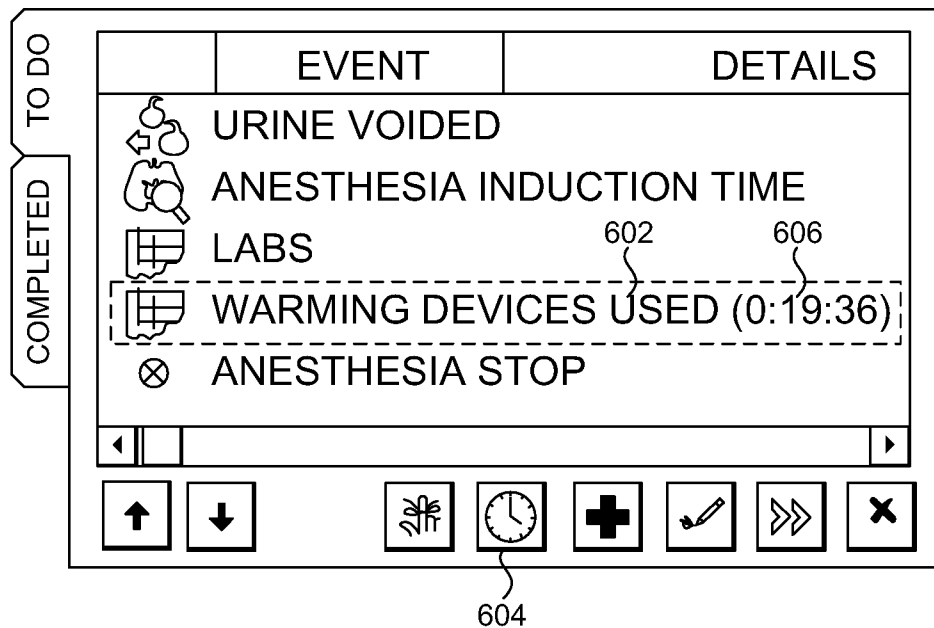 TO DO
COMPLETED
EVENT DETAILS
URINE VOIDED
ANESTHESIA INDUCTION TIME
LABS
602 606
WARMING DEVICES USED (0:19:36)
ANESTHESIA STOP
604